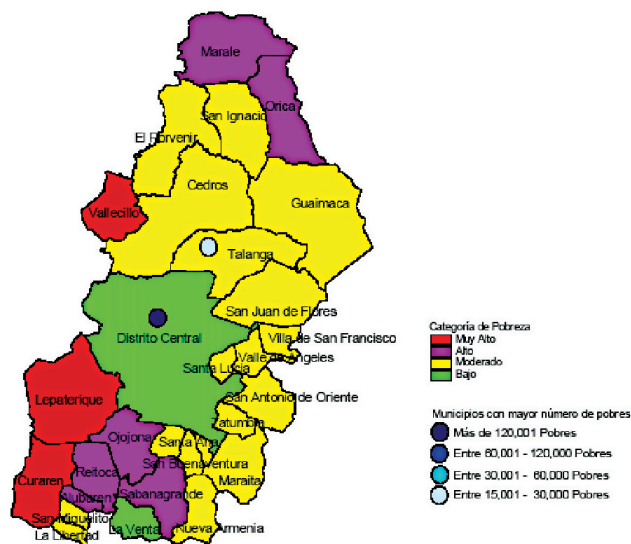 Marale
Orica
San Ignacio
El Porvenir
Cedros
Guaimaca
Vallecillo
Talanga
San Juan de Flores
Distrito Central
Villa de San Francisco
Valle de Angeles
Santa Lucia
San Antonio de Oriente
Lepaterique
Tatumbla
Ojojona
Santa Ana
San Buenaventura
Reitoca
Maraita
Curaren
Sabanagrande
Alubaren
San Miguelito
La Venta
Nueva Armenia
La Libertad
Categoría de Pobreza
Muy Alto
Alto
Moderado
Bajo
Municipios con mayor número de pobres
Más de 120,001 Pobres
Entre 60,001 - 120,000 Pobres
Entre 30,001 - 60,000 Pobres
Entre 15,001 - 30,000 Pobres